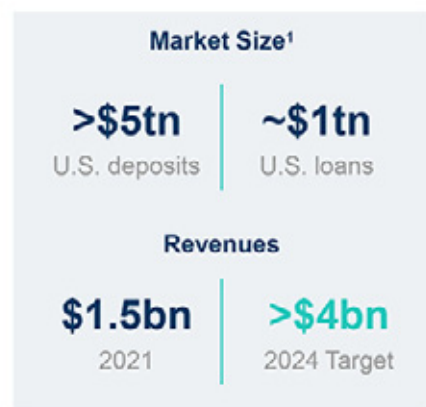 Market Size¹
>$5tn ~$1tn
U.S. deposits U.S. loans
Revenues
$1.5bn >$4bn
2021 2024 Target